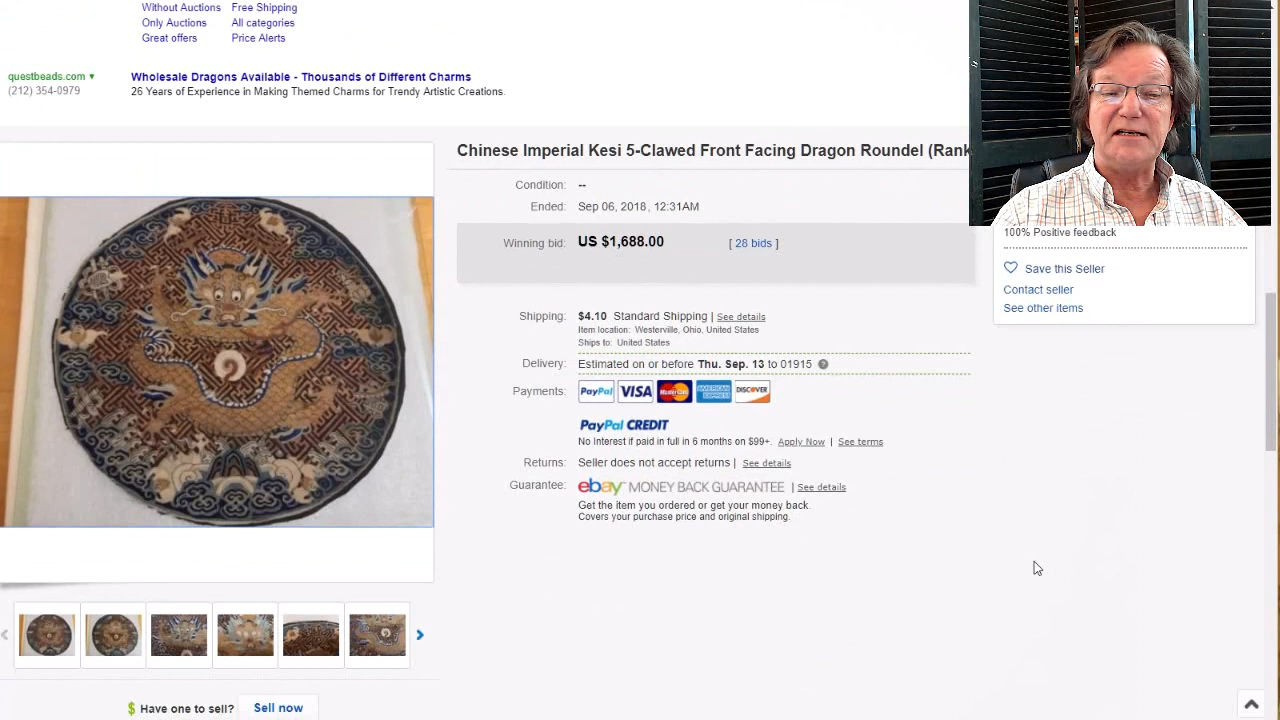 Without Auctions Free Shipping
Only Auctions All categories
Great offers Price Alerts
questbeads.com ▾ Wholesale Dragons Available - Thousands of Different Charms
(212) 354-0979 26 Years of Experience in Making Themed Charms for Trendy Artistic Creations.
Chinese Imperial Kesi 5-Clawed Front Facing Dragon Roundel (Rank
Condition: --
Ended: Sep 06, 2018 , 12:31AM
Winning bid: US $1,688.00 [ 28 bids ]
100% Positive feedback
Save this Seller
Contact seller
See other items
Shipping: $4.10 Standard Shipping | See details
Item location: Westerville, Ohio, United States
Ships to: United States
Delivery: Estimated on or before Thu. Sep. 13 to 01915 ?
Payments: PayPal VISA MasterCard AMERICAN EXPRESS DISCOVER
PayPal CREDIT
No Interest if paid in full in 6 months on $99+. Apply Now | See terms
Returns: Seller does not accept returns | See details
Guarantee: ebay MONEY BACK GUARANTEE | See details
Get the item you ordered or get your money back.
Covers your purchase price and original shipping.
$ Have one to sell? Sell now